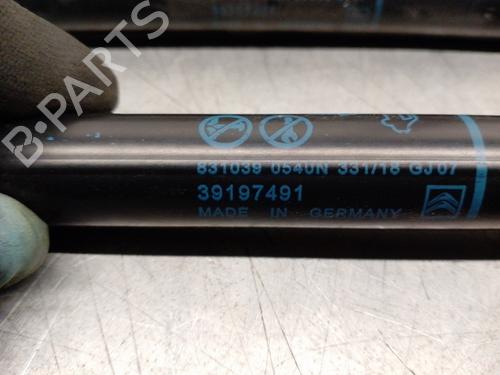 B-PARTS
831039 0540N 331/18 GJ07
39197491
MADE IN GERMANY